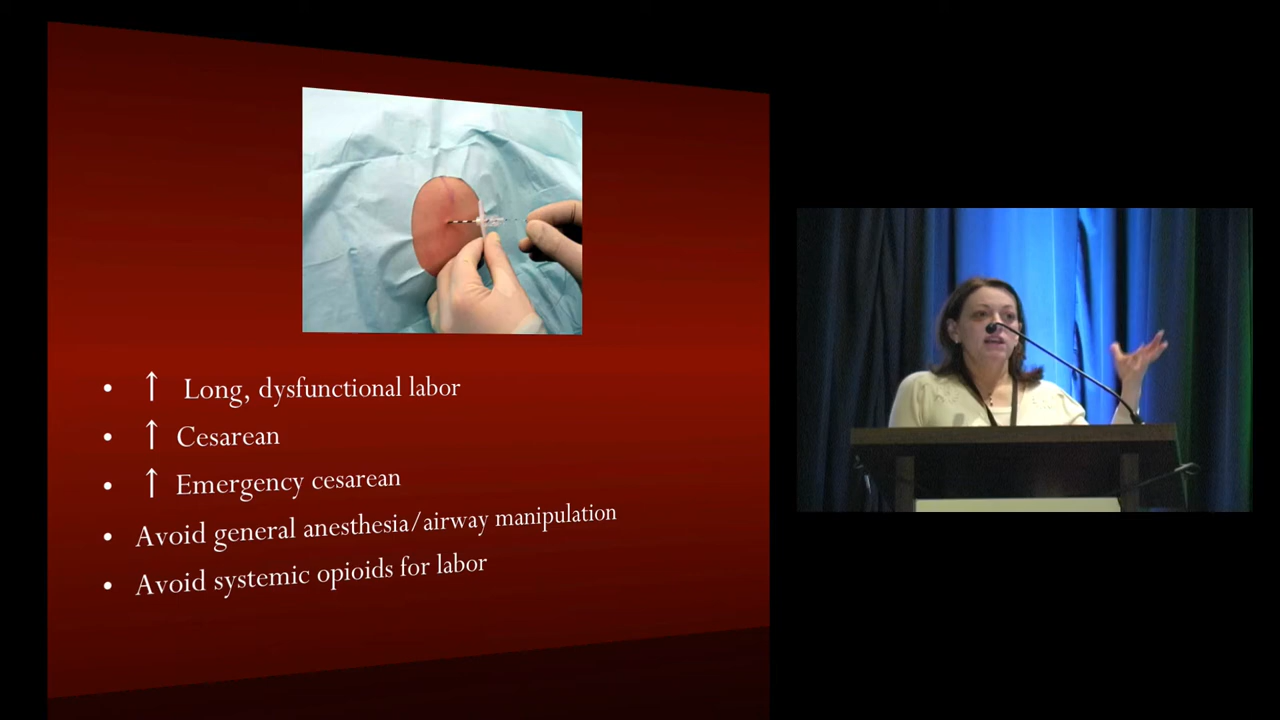 • ↑ Long, dysfunctional labor
• ↑ Cesarean
• ↑ Emergency cesarean
• Avoid general anesthesia/airway manipulation
• Avoid systemic opioids for labor